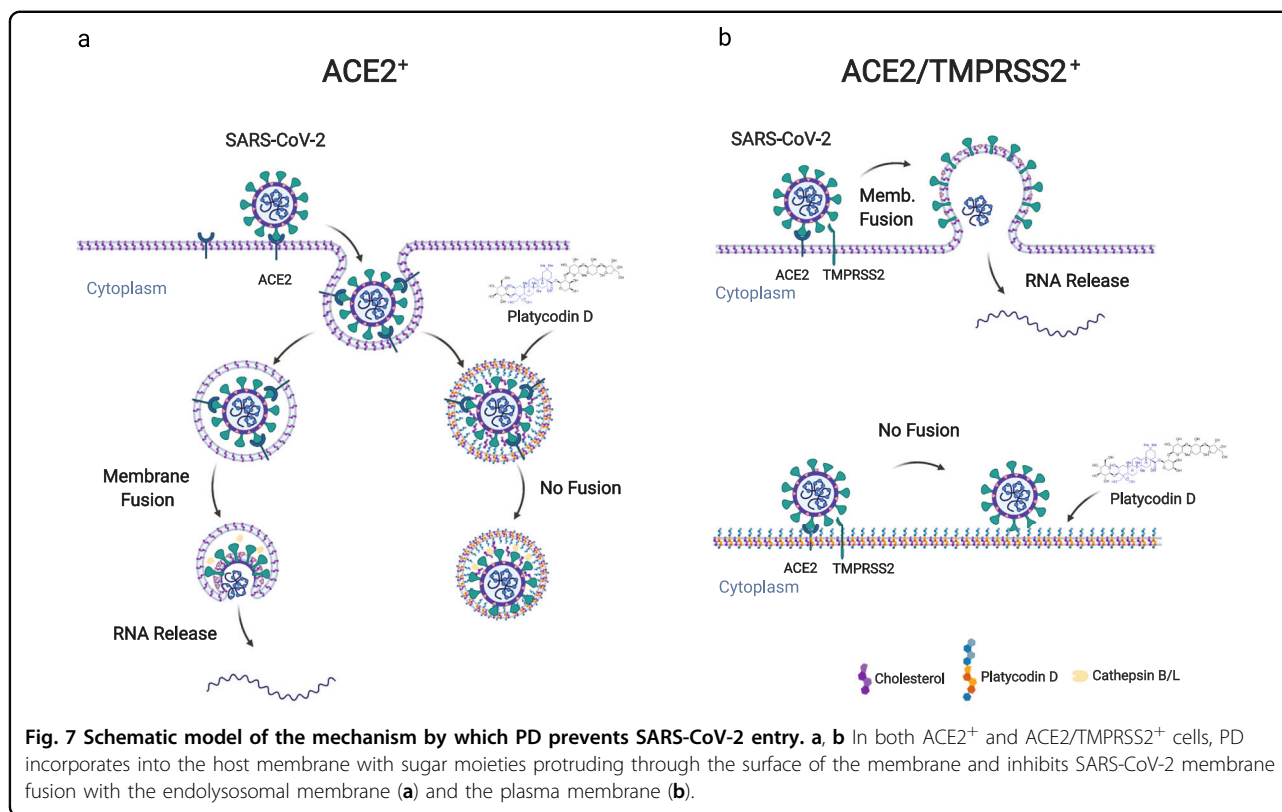 a
ACE2⁺
SARS-CoV-2
ACE2
Cytoplasm
Platycodin D
Membrane
Fusion
No Fusion
RNA Release
b
ACE2/TMPRSS2⁺
SARS-CoV-2
Memb.
Fusion
ACE2
TMPRSS2
Cytoplasm
RNA Release
No Fusion
Platycodin D
ACE2
TMPRSS2
Cytoplasm
Cholesterol
Platycodin D
Cathepsin B/L
Fig. 7 Schematic model of the mechanism by which PD prevents SARS-CoV-2 entry. a, b In both ACE2⁺ and ACE2/TMPRSS2⁺ cells, PD
incorporates into the host membrane with sugar moieties protruding through the surface of the membrane and inhibits SARS-CoV-2 membrane
fusion with the endolysosomal membrane (a) and the plasma membrane (b).